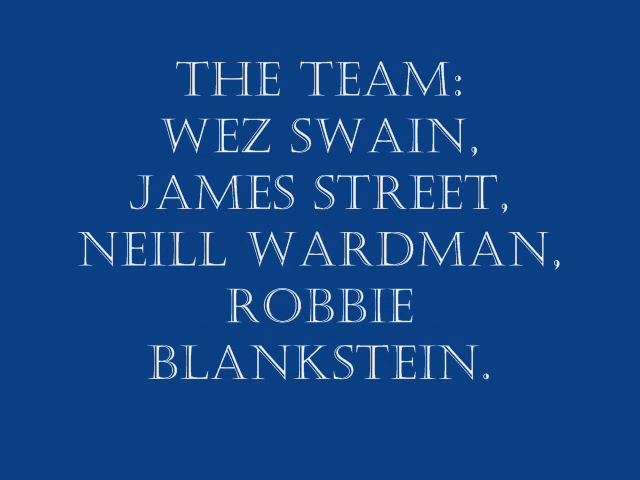 THE TEAM:
WEZ SWAIN,
JAMES STREET,
NEILL WARDMAN,
ROBBIE
BLANKSTEIN.